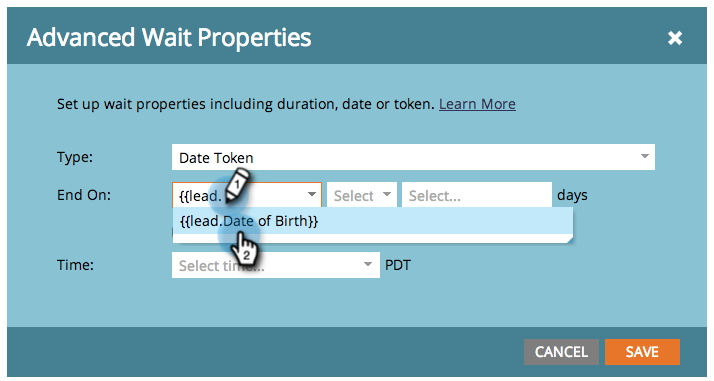 Advanced Wait Properties
Set up wait properties including duration, date or token. Learn More
Type: Date Token
End On: {{lead. 1 Select Select... days
{{lead.Date of Birth}}
2
Time: Select time... PDT
CANCEL SAVE